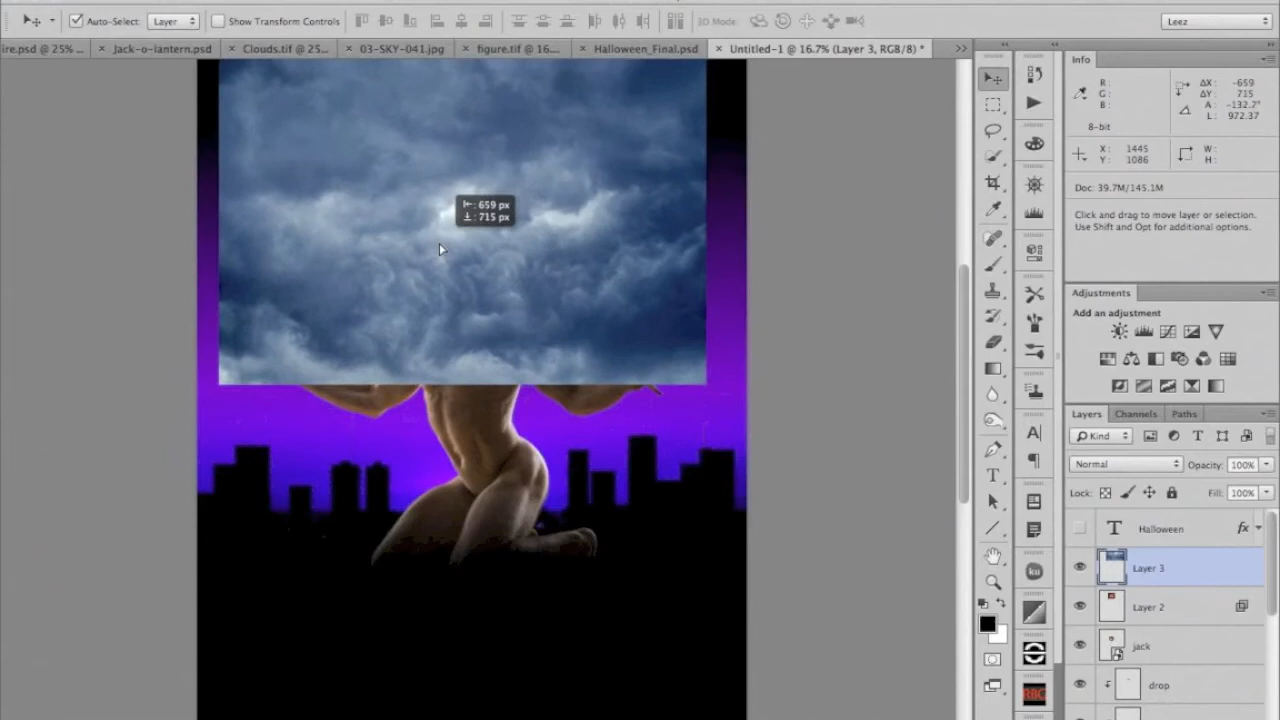 Auto-Select: Layer Show Transform Controls 3D Mode: Leez
ire.psd @ 25% ... × Jack-o-lantern.psd × Clouds.tif @ 25... × 03-SKY-041.jpg × figure.tif @ 16.... × Halloween_Final.psd × Untitled-1 @ 16.7% (Layer 3, RGB/8) * >>
Info
R : ΔX : -659
G : ΔY : 715
B : A : -132.7°
L : 972.37
8-bit
X : 1445 W :
Y : 1086 H :
Doc: 39.7M/145.1M
Click and drag to move layer or selection.
Use Shift and Opt for additional options.
: 659 px
: 715 px
Adjustments
Add an adjustment
Layers Channels Paths
Kind
Normal Opacity: 100%
Lock: Fill: 100%
T Halloween fx
Layer 3
Layer 2
jack
drop
A|
T
ku
RBC